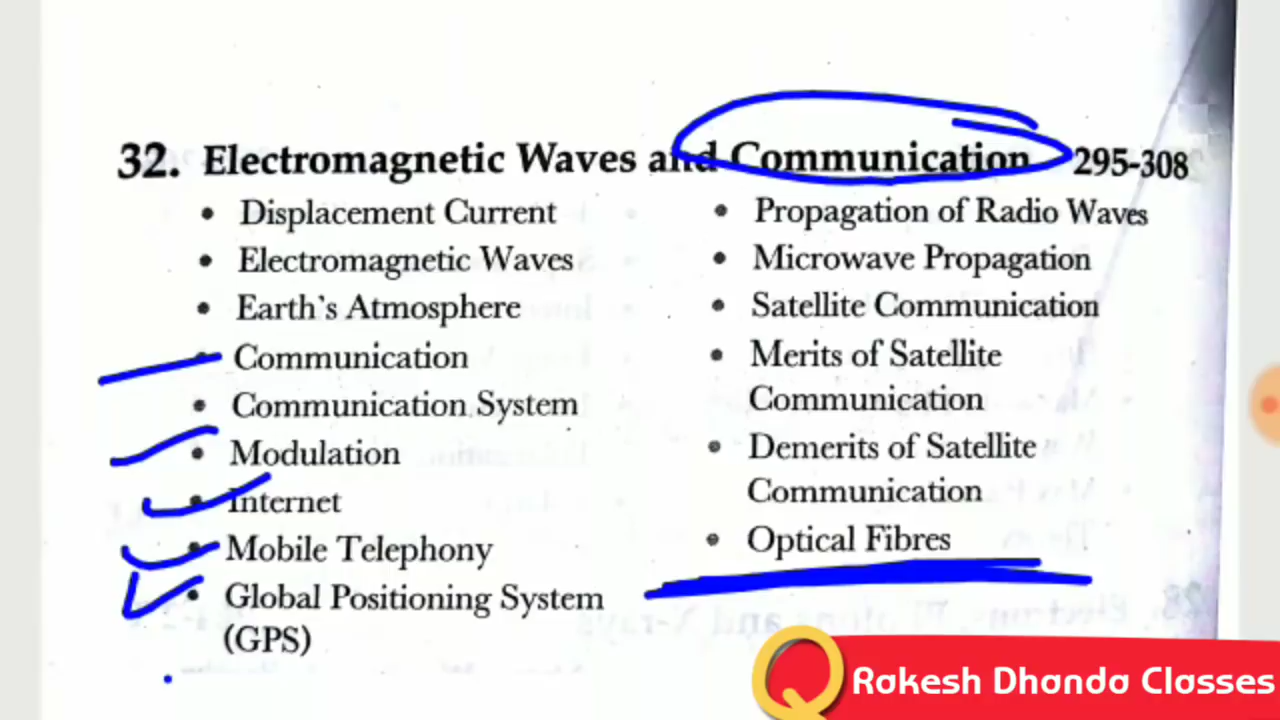 32. Electromagnetic Waves and Communication 295-308
• Displacement Current
• Electromagnetic Waves
• Earth's Atmosphere
• Communication
• Communication System
• Modulation
• Internet
• Mobile Telephony
• Global Positioning System
(GPS)
• Propagation of Radio Waves
• Microwave Propagation
• Satellite Communication
• Merits of Satellite
Communication
• Demerits of Satellite
Communication
• Optical Fibres
Rakesh Dhanda Classes